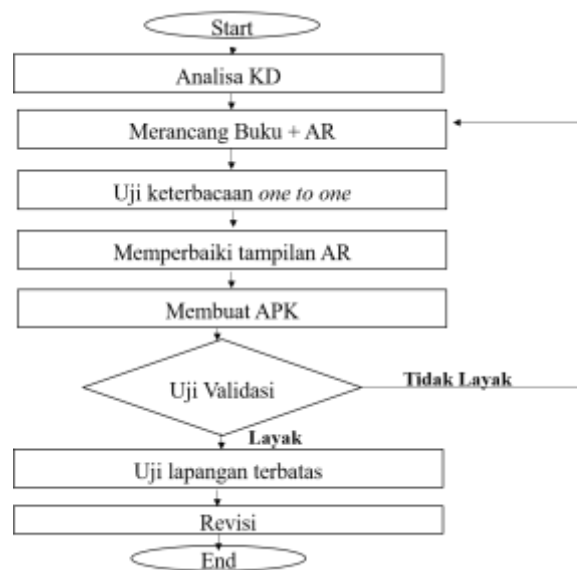 Start
Analisa KD
Merancang Buku + AR
Uji keterbacaan one to one
Memperbaiki tampilan AR
Membuat APK
Uji Validasi
Tidak Layak
Layak
Uji lapangan terbatas
Revisi
End